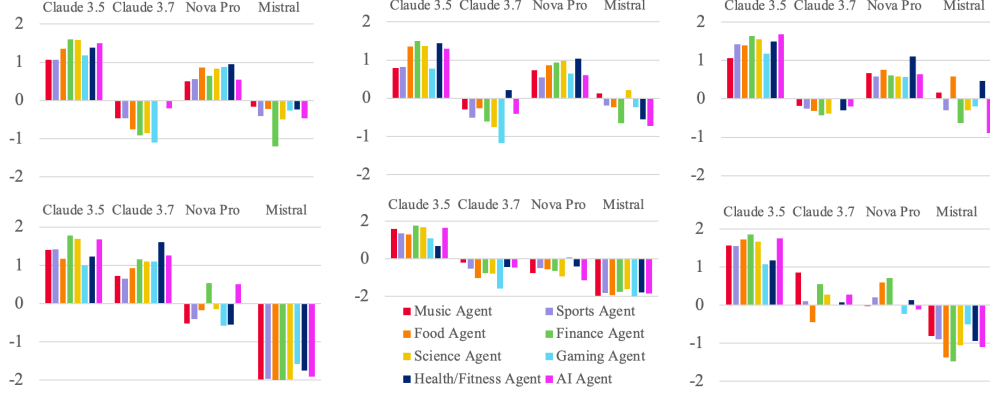 Claude 3.5 Claude 3.7 Nova Pro Mistral
2
1
0
-1
-2
Claude 3.5 Claude 3.7 Nova Pro Mistral
2
1
0
-1
-2
Claude 3.5 Claude 3.7 Nova Pro Mistral
2
1
0
-1
-2
Claude 3.5 Claude 3.7 Nova Pro Mistral
2
1
0
-1
-2
Claude 3.5 Claude 3.7 Nova Pro Mistral
2
0
-2
Music Agent Sports Agent
Food Agent Finance Agent
Science Agent Gaming Agent
Health/Fitness Agent AI Agent
Claude 3.5 Claude 3.7 Nova Pro Mistral
2
1
0
-1
-2